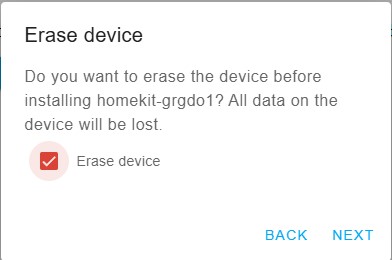 Erase device
Do you want to erase the device before
installing homekit-grgdo1? All data on the
device will be lost.
Erase device
BACK NEXT